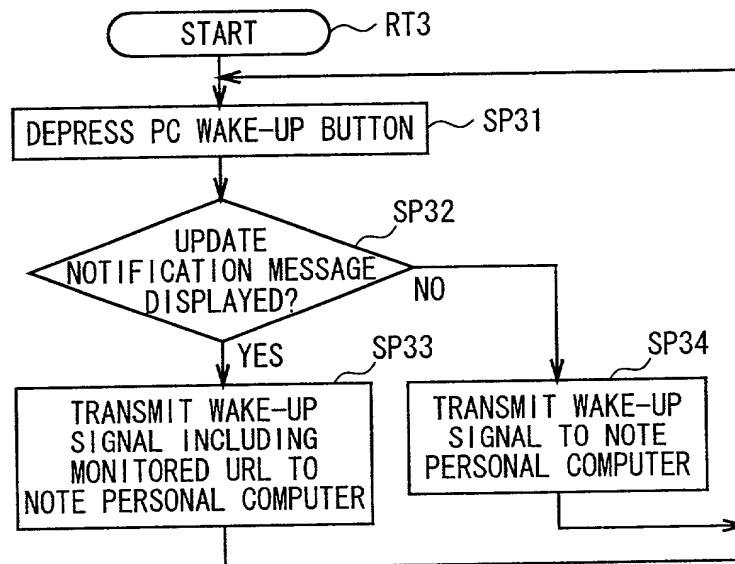 START
RT3
DEPRESS PC WAKE-UP BUTTON
SP31
SP32
UPDATE
NOTIFICATION MESSAGE
DISPLAYED?
NO
YES
SP33
TRANSMIT WAKE-UP
SIGNAL INCLUDING
MONITORED URL TO
NOTE PERSONAL COMPUTER
SP34
TRANSMIT WAKE-UP
SIGNAL TO NOTE
PERSONAL COMPUTER